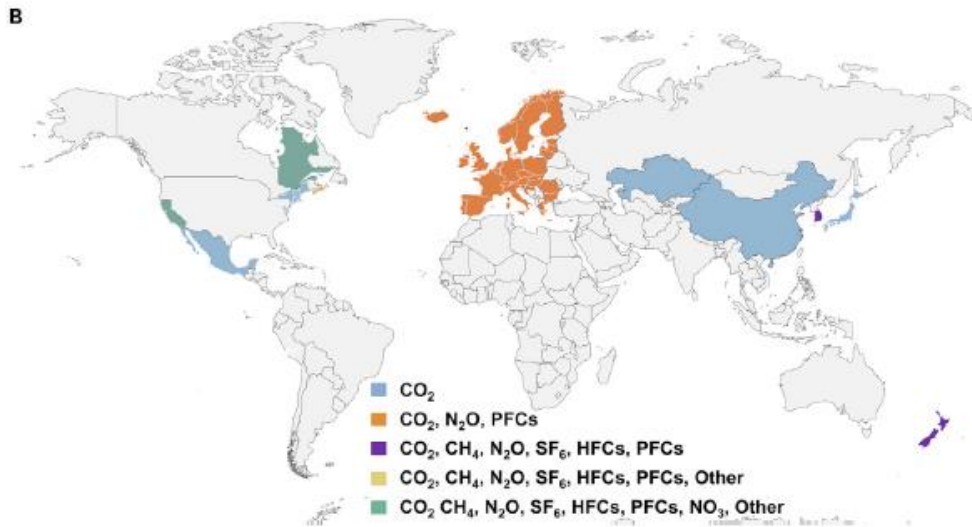 B
CO₂
CO₂, N₂O, PFCs
CO₂, CH₄, N₂O, SF₆, HFCs, PFCs
CO₂, CH₄, N₂O, SF₆, HFCs, PFCs, Other
CO₂ CH₄, N₂O, SF₆, HFCs, PFCs, NO₃, Other